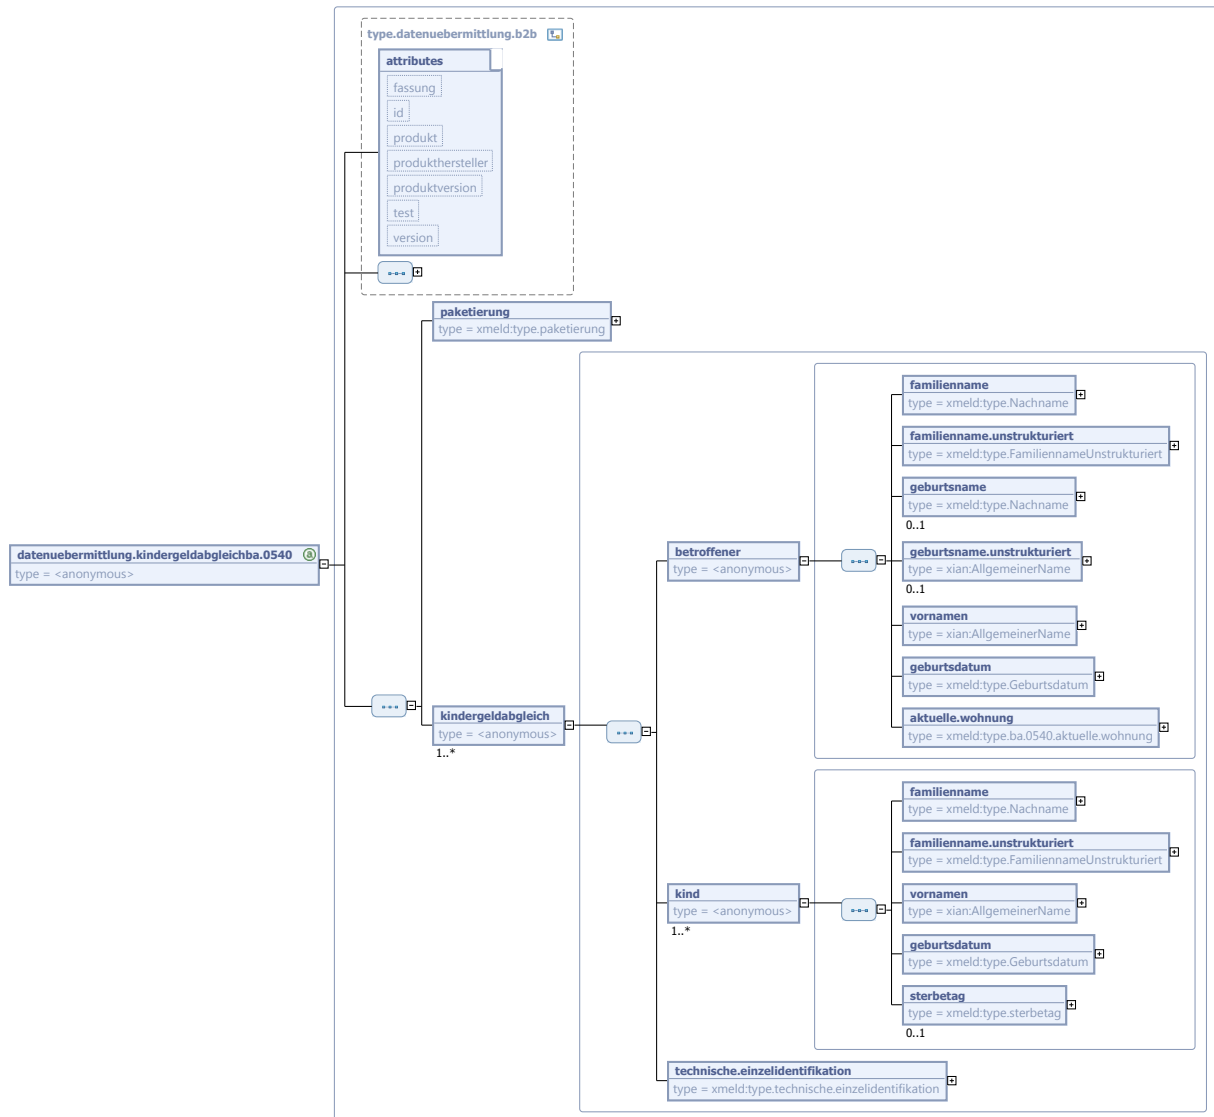 type.datenuebermittlung.b2b
attributes
fassung
id
produkt
produkthersteller
produktversion
test
version
paketierung
type = xmeld:type.paketierung
datenuebermittlung.kindergeldabgleichba.0540 a
type = <anonymous>
kindergeldabgleich
type = <anonymous>
1..*
betroffener
type = <anonymous>
familienname
type = xmeld:type.Nachname
familienname.unstrukturiert
type = xmeld:type.FamiliennameUnstrukturiert
geburtsname
type = xmeld:type.Nachname
0..1
geburtsname.unstrukturiert
type = xian:AllgemeinerName
0..1
vornamen
type = xian:AllgemeinerName
geburtsdatum
type = xmeld:type.Geburtsdatum
aktuelle.wohnung
type = xmeld:type.ba.0540.aktuelle.wohnung
kind
type = <anonymous>
1..*
familienname
type = xmeld:type.Nachname
familienname.unstrukturiert
type = xmeld:type.FamiliennameUnstrukturiert
vornamen
type = xian:AllgemeinerName
geburtsdatum
type = xmeld:type.Geburtsdatum
sterbetag
type = xmeld:type.sterbetag
0..1
technische.einzelidentifikation
type = xmeld:type.technische.einzelidentifikation